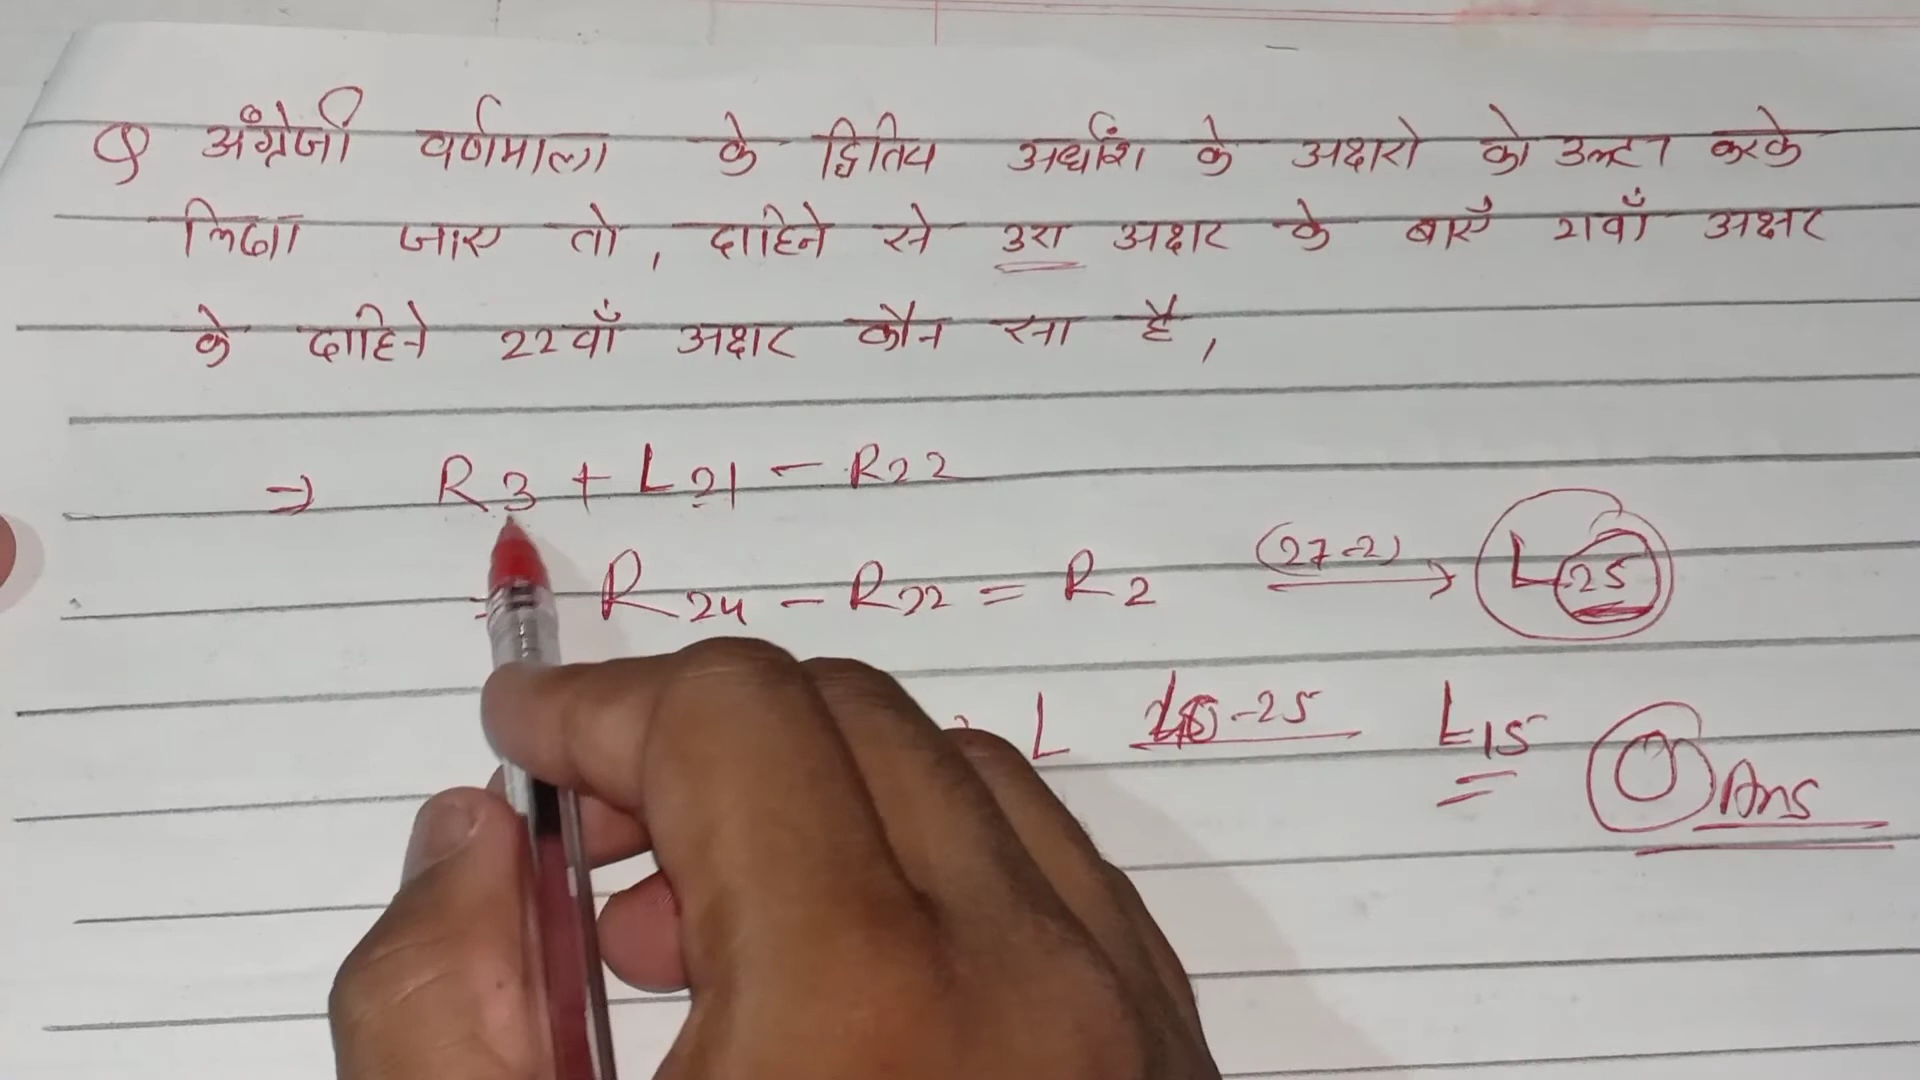 Q अंग्रेजी वर्णमाला के द्वितिय अर्धांश के अक्षरो को उल्टा करके
लिखा जाए तो, दाहिने से 3रा अक्षर के बाएँ 21वाँ अक्षर
के दाहिने 22वाँ अक्षर कौन सा है,
⇒ R3 + L21 - R22
= R24 - R22 = R2 (27-2) → L25
L -25 L15 O Ans